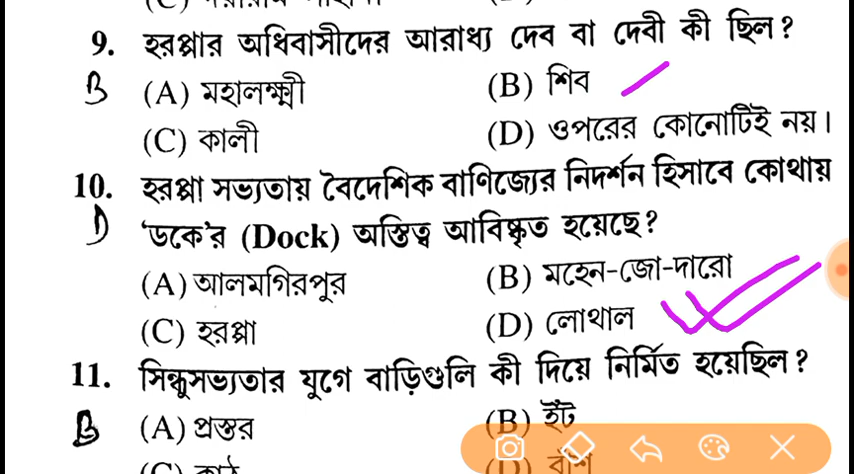 9. হরপ্পার অধিবাসীদের আরাধ্য দেব বা দেবী কী ছিল?
B (A) মহালক্ষ্মী (B) শিব
(C) কালী (D) ওপরের কোনোটিই নয়।
10. হরপ্পা সভ্যতায় বৈদেশিক বাণিজ্যের নিদর্শন হিসাবে কোথায়
D 'ডকে'র (Dock) অস্তিত্ব আবিষ্কৃত হয়েছে?
(A) আলমগিরপুর (B) মহেন-জো-দারো
(C) হরপ্পা (D) লোথাল
11. সিন্ধুসভ্যতার যুগে বাড়িগুলি কী দিয়ে নির্মিত হয়েছিল?
B (A) প্রস্তর (B) ইঁট
(C) কাঠ (D) বাঁশ